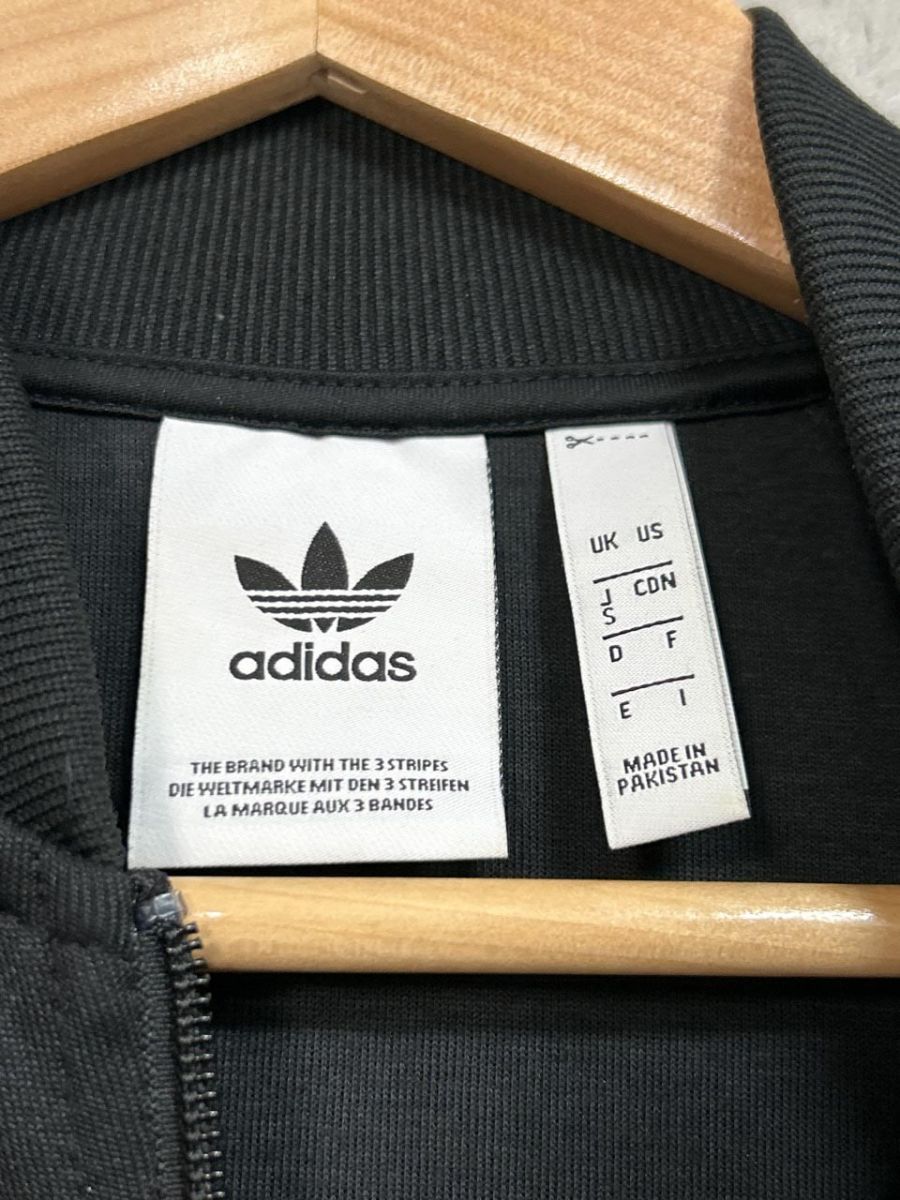 adidas
THE BRAND WITH THE 3 STRIPES
DIE WELTMARKE MIT DEN 3 STREIFEN
LA MARQUE AUX 3 BANDES
UK US
J CDN
S
D F
E I
MADE IN
PAKISTAN